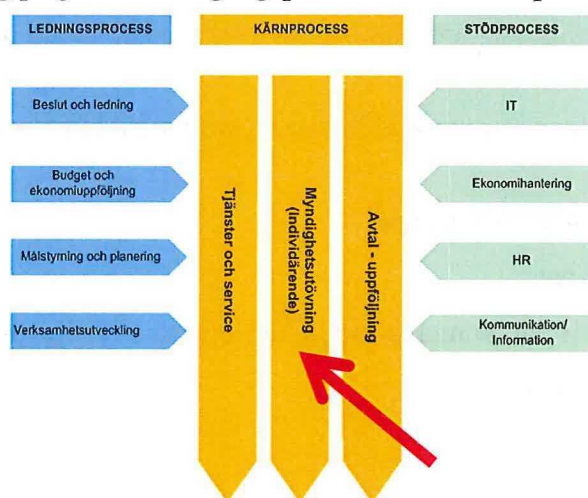 LEDNINGSPROCESS
KÄRNPROCESS
STÖDPROCESS
Beslut och ledning
Budget och
ekonomiuppföljning
Målstyrning och planering
Verksamhetsutveckling
Tjänster och service
Myndighetsutövning
(Individärende)
Avtal - uppföljning
IT
Ekonomihantering
HR
Kommunikation/
Information